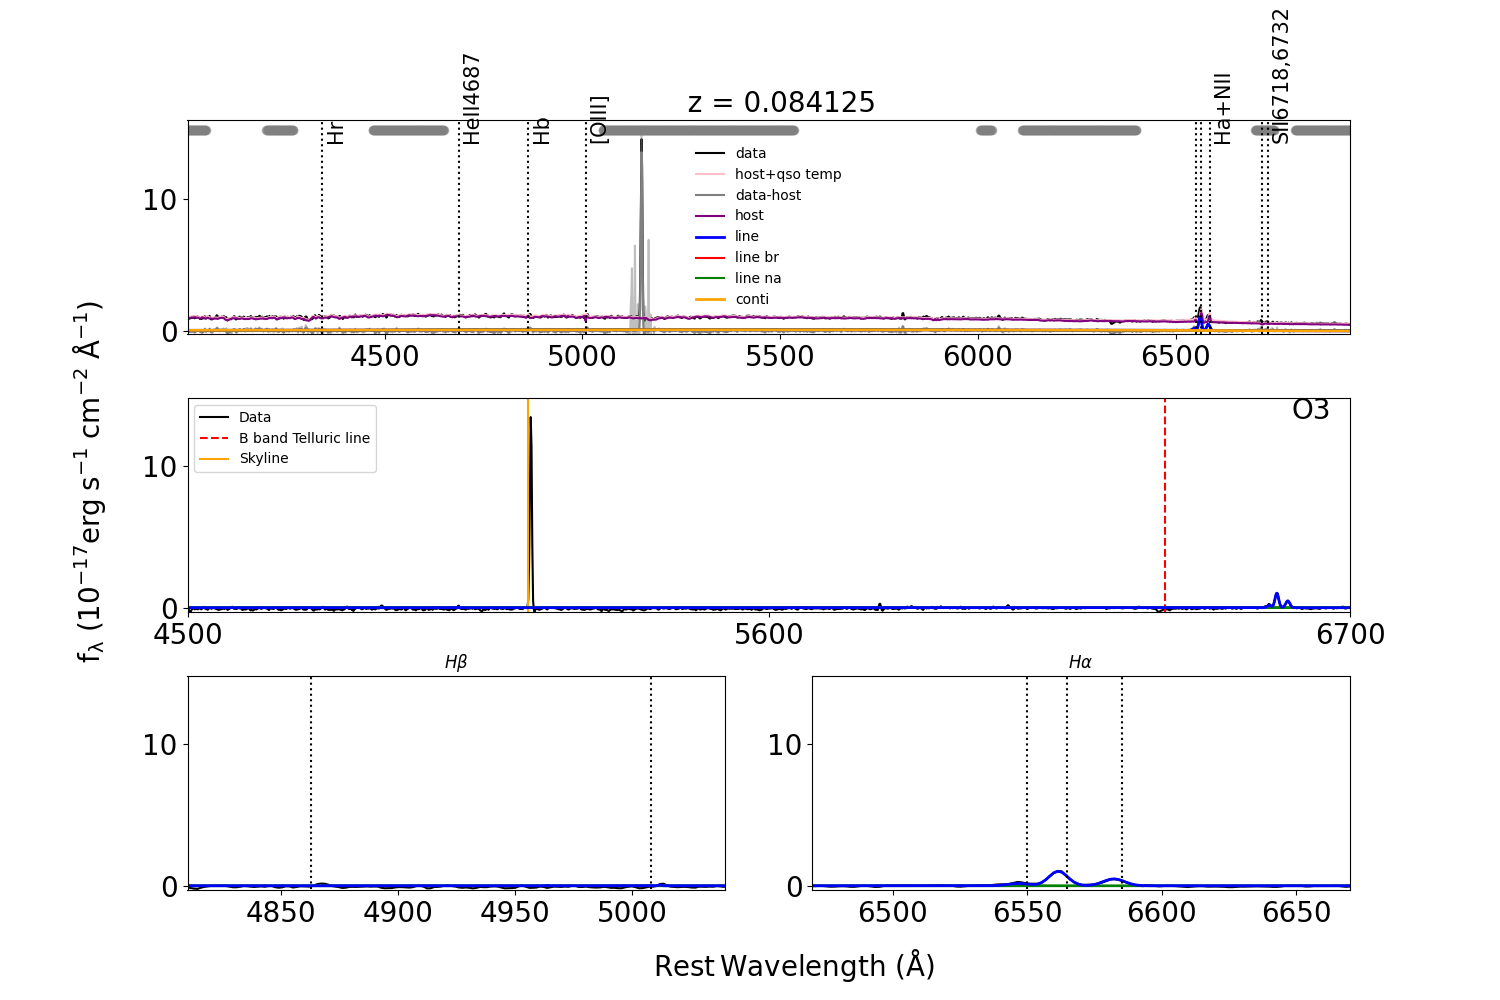 z = 0.084125
Hr
HeII4687
Hb
[OIII]
Ha+NII
SII6718,6732
data
host+qso temp
data-host
host
line
line br
line na
conti
10
0
4500 5000 5500 6000 6500
O3
Data
B band Telluric line
Skyline
10
0
4500 5600 6700
fλ (10⁻¹⁷erg s⁻¹ cm⁻² Å⁻¹)
Hβ
10
0
4850 4900 4950 5000
Hα
10
0
6500 6550 6600 6650
Rest Wavelength (Å)